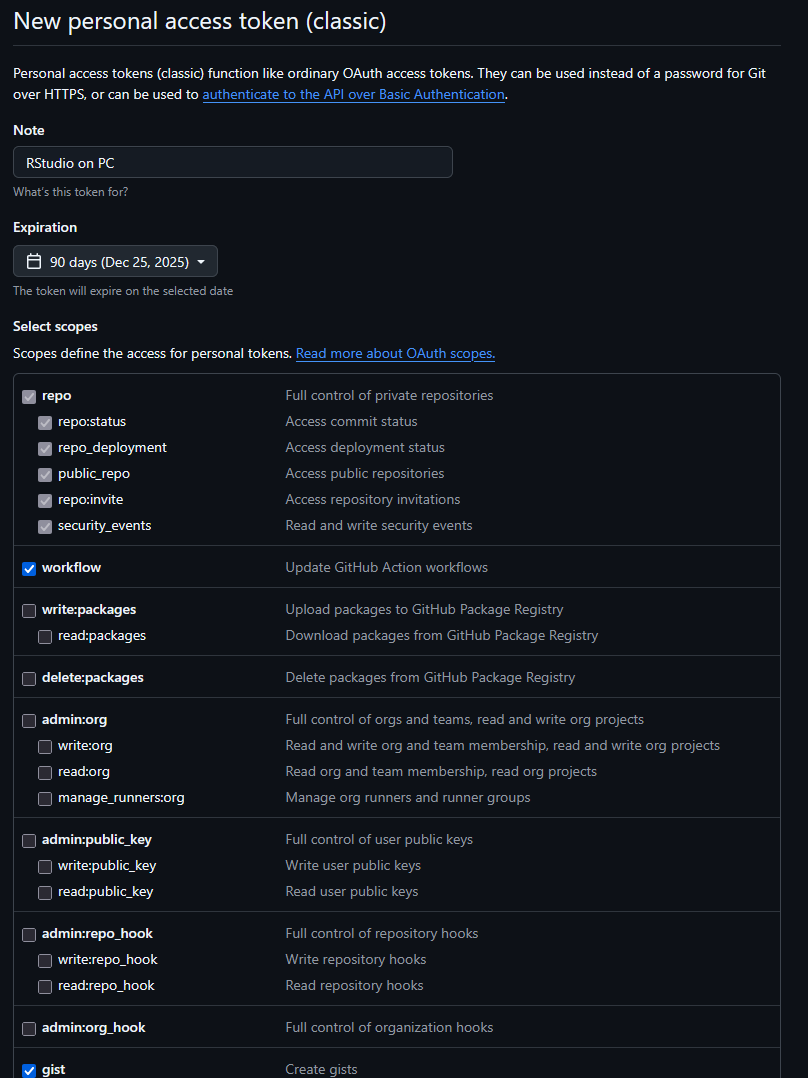 New personal access token (classic)
Personal access tokens (classic) function like ordinary OAuth access tokens. They can be used instead of a password for Git
over HTTPS, or can be used to authenticate to the API over Basic Authentication.
Note
RStudio on PC
What's this token for?
Expiration
90 days (Dec 25, 2025)
The token will expire on the selected date
Select scopes
Scopes define the access for personal tokens. Read more about OAuth scopes.
repo Full control of private repositories
repo:status Access commit status
repo_deployment Access deployment status
public_repo Access public repositories
repo:invite Access repository invitations
security_events Read and write security events
workflow Update GitHub Action workflows
write:packages Upload packages to GitHub Package Registry
read:packages Download packages from GitHub Package Registry
delete:packages Delete packages from GitHub Package Registry
admin:org Full control of orgs and teams, read and write org projects
write:org Read and write org and team membership, read and write org projects
read:org Read org and team membership, read org projects
manage_runners:org Manage org runners and runner groups
admin:public_key Full control of user public keys
write:public_key Write user public keys
read:public_key Read user public keys
admin:repo_hook Full control of repository hooks
write:repo_hook Write repository hooks
read:repo_hook Read repository hooks
admin:org_hook Full control of organization hooks
gist Create gists